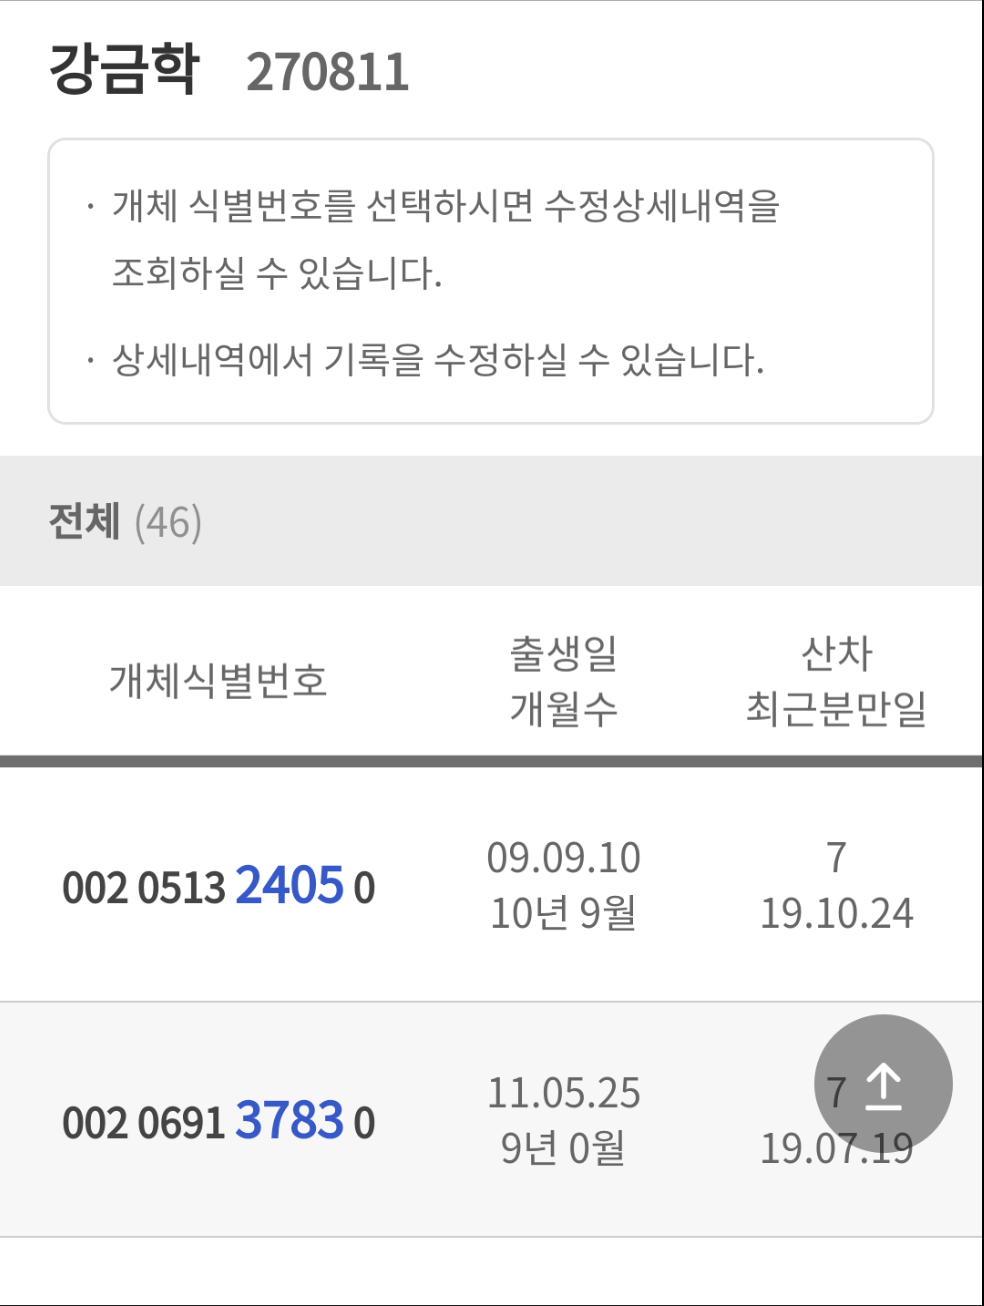 강금학 270811
· 개체 식별번호를 선택하시면 수정상세내역을
조회하실 수 있습니다.
· 상세내역에서 기록을 수정하실 수 있습니다.
전체 (46)
개체식별번호 출생일 개월수 산차 최근분만일
002 0513 2405 0 09.09.10 10년 9월 7 19.10.24
002 0691 3783 0 11.05.25 9년 0월 7 19.07.19